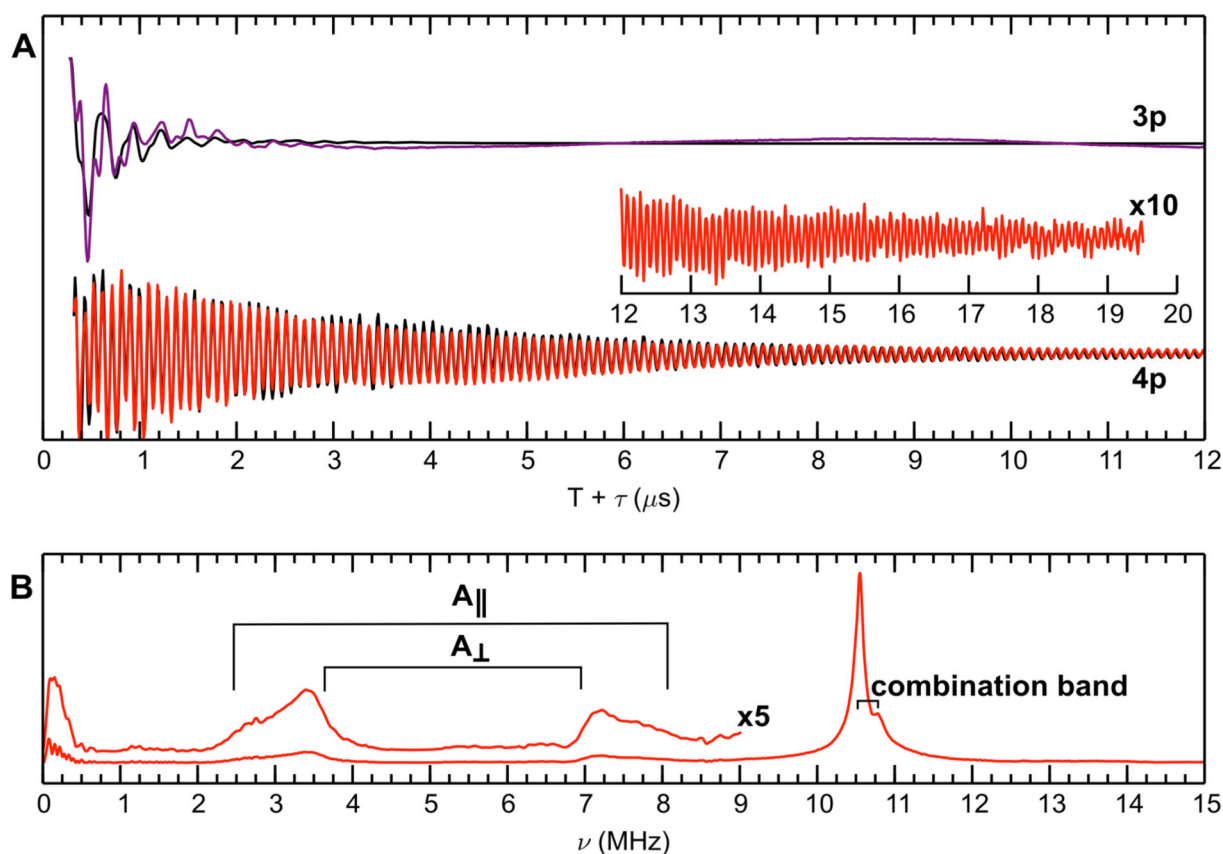 A
3p
x10
12 13 14 15 16 17 18 19 20
4p
0 1 2 3 4 5 6 7 8 9 10 11 12
T + τ (μs)
B
A∥
A⊥
combination band
x5
0 1 2 3 4 5 6 7 8 9 10 11 12 13 14 15
ν (MHz)